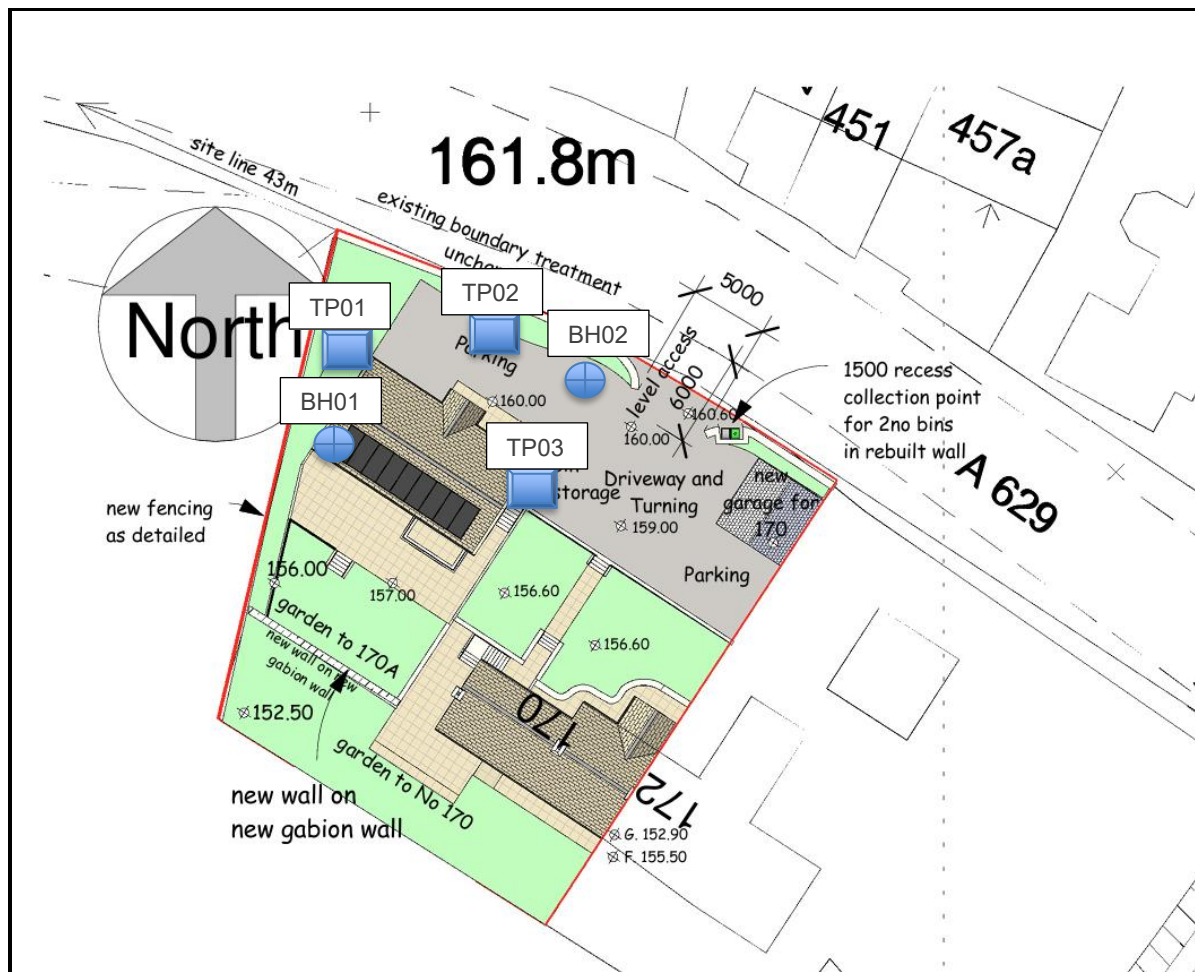 451
457a
161.8m
site line 43m
existing boundary treatment
North
TP01
TP02
BH02
5000
level access
6000
Parking
BH01
160.00
160.60
160.00
1500 recess
collection point
for 2no bins
in rebuilt wall
TP03
storage
Driveway and
Turning
new
garage for
170
A 629
new fencing
as detailed
159.00
Parking
156.00
157.00
156.60
156.60
garden to 170A
new wall on new
gabion wall
152.50
170
garden to No 170
172
new wall on
new gabion wall
G. 152.90
F. 155.50